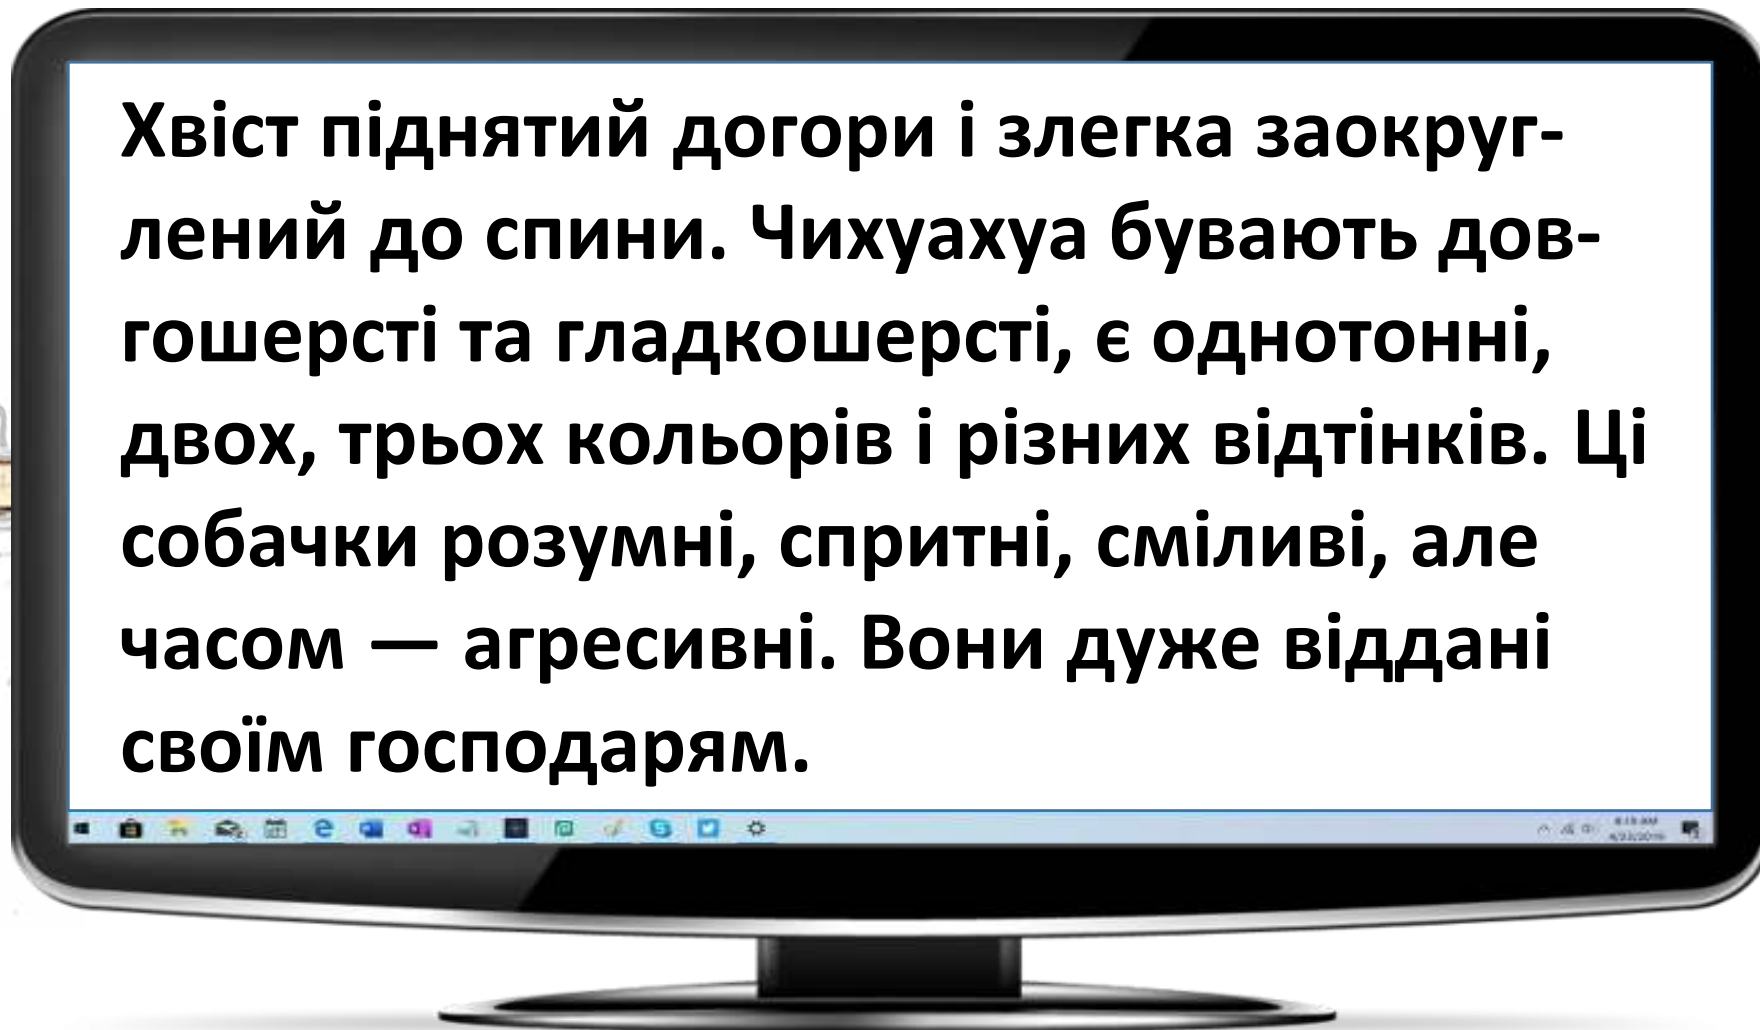 Хвіст піднятий догори і злегка заокруг-
лений до спини. Чихуахуа бувають дов-
гошерсті та гладкошерсті, є однотонні,
двох, трьох кольорів і різних відтінків. Ці
собачки розумні, спритні, сміливі, але
часом — агресивні. Вони дуже віддані
своїм господарям.